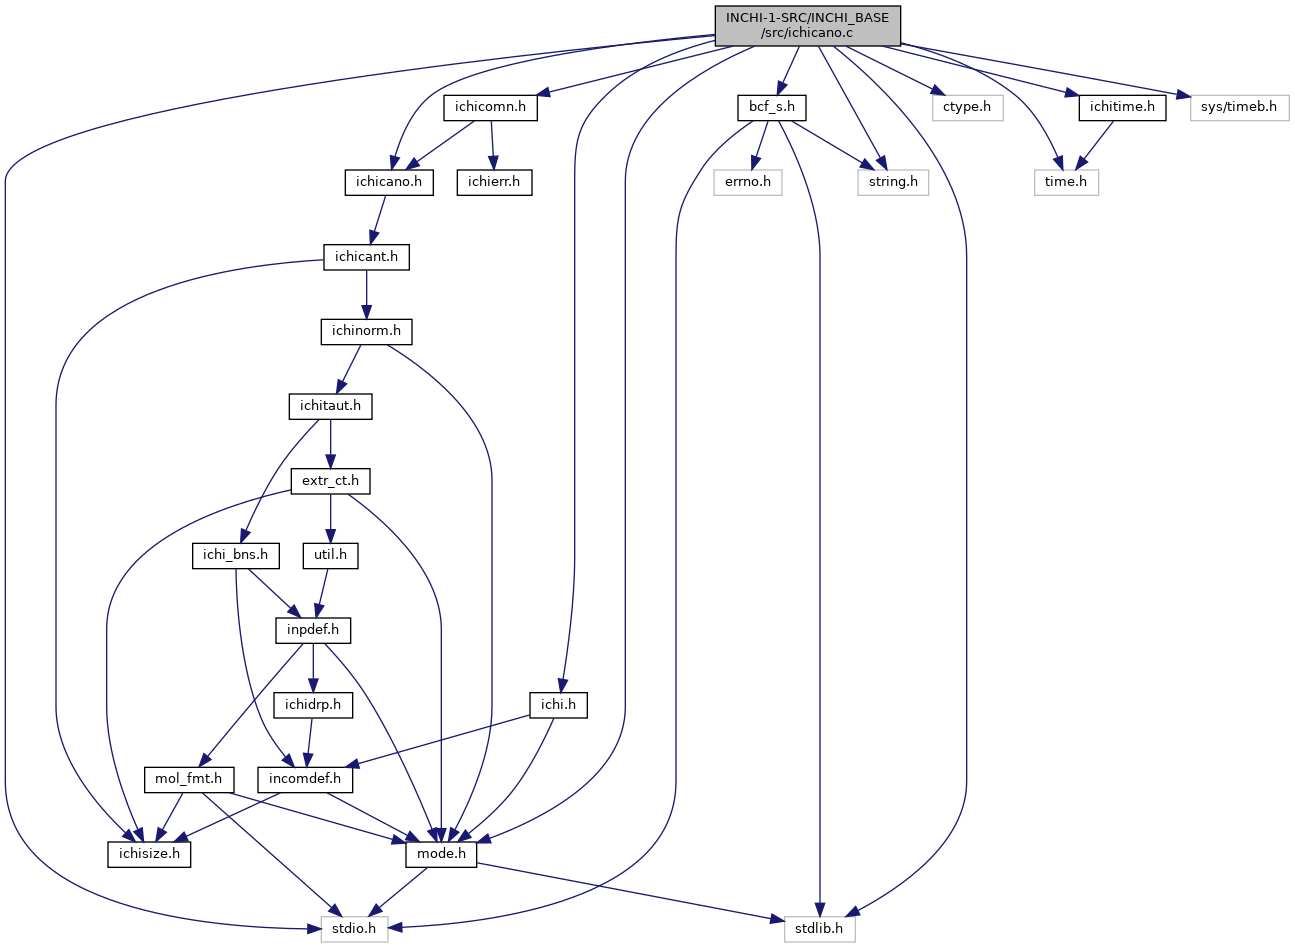 INCHI-1-SRC/INCHI_BASE
/src/ichicano.c
ichicomn.h
bcf_s.h
ctype.h
ichitime.h
sys/timeb.h
ichicano.h
ichierr.h
errno.h
string.h
time.h
ichicant.h
ichinorm.h
ichitaut.h
extr_ct.h
ichi_bns.h
util.h
inpdef.h
ichidrp.h
ichi.h
mol_fmt.h
incomdef.h
ichisize.h
mode.h
stdio.h
stdlib.h